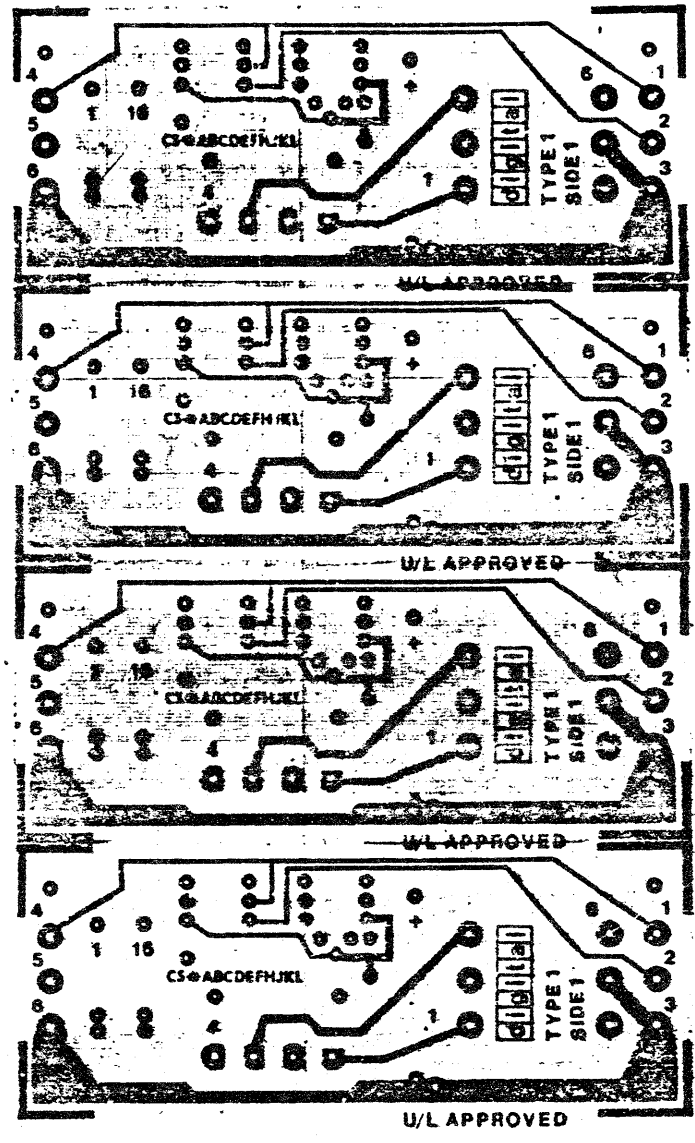 4
6
1
5
1 16
2
CS@ABCDEFHJKL
6
3
4
1
digital
TYPE 1
SIDE 1
U/L APPROVED
4
6
1
5
1 16
2
CS@ABCDEFHJKL
6
3
4
1
digital
TYPE 1
SIDE 1
U/L APPROVED
4
6
1
5
16
2
CS@ABCDEFHJKL
6
3
4
1
digital
TYPE 1
SIDE 1
U/L APPROVED
4
6
1
5
1 16
2
CS@ABCDEFHJKL
6
3
4
1
digital
TYPE 1
SIDE 1
U/L APPROVED